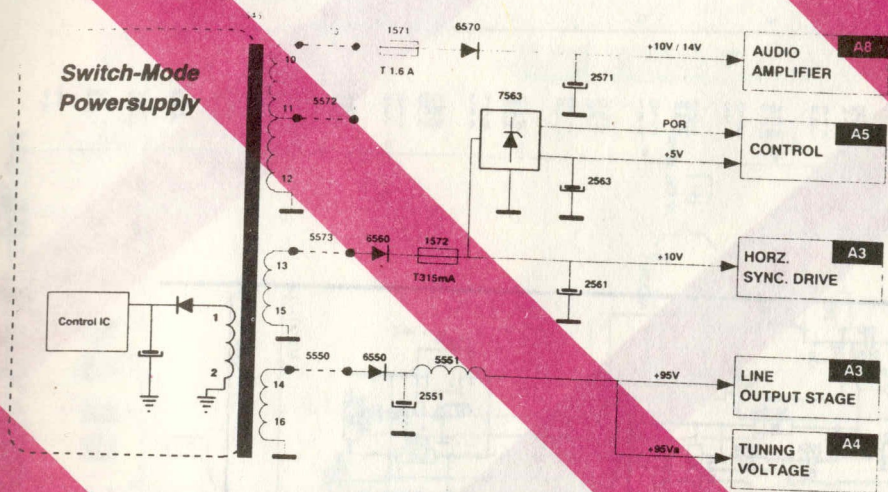 Switch-Mode
Powersupply
10
11
12
5572
1571
T 1.6 A
6570
+10V / 14V
2571
AUDIO
AMPLIFIER
A8
7563
POR
+5V
2563
CONTROL
A5
5573
6560
1572
T315mA
13
15
+10V
2561
HORZ.
SYNC. DRIVE
A3
Control IC
1
2
5550
6550
5551
14
16
2551
+95V
LINE
OUTPUT STAGE
A3
+95Va
TUNING
VOLTAGE
A4